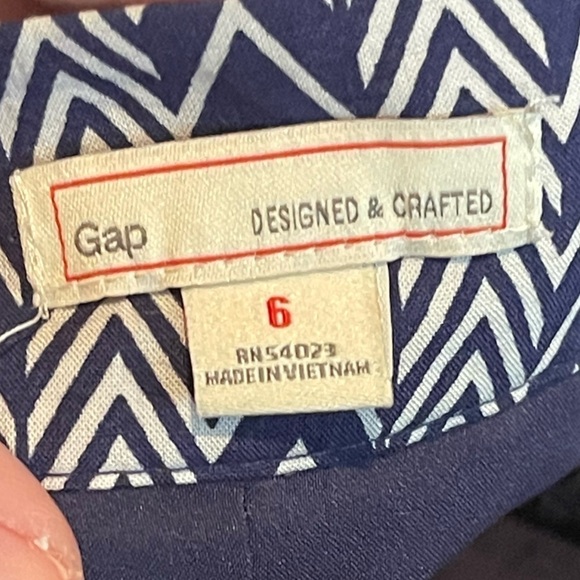 Gap DESIGNED & CRAFTED
6
RN54023
MADE IN VIETNAM